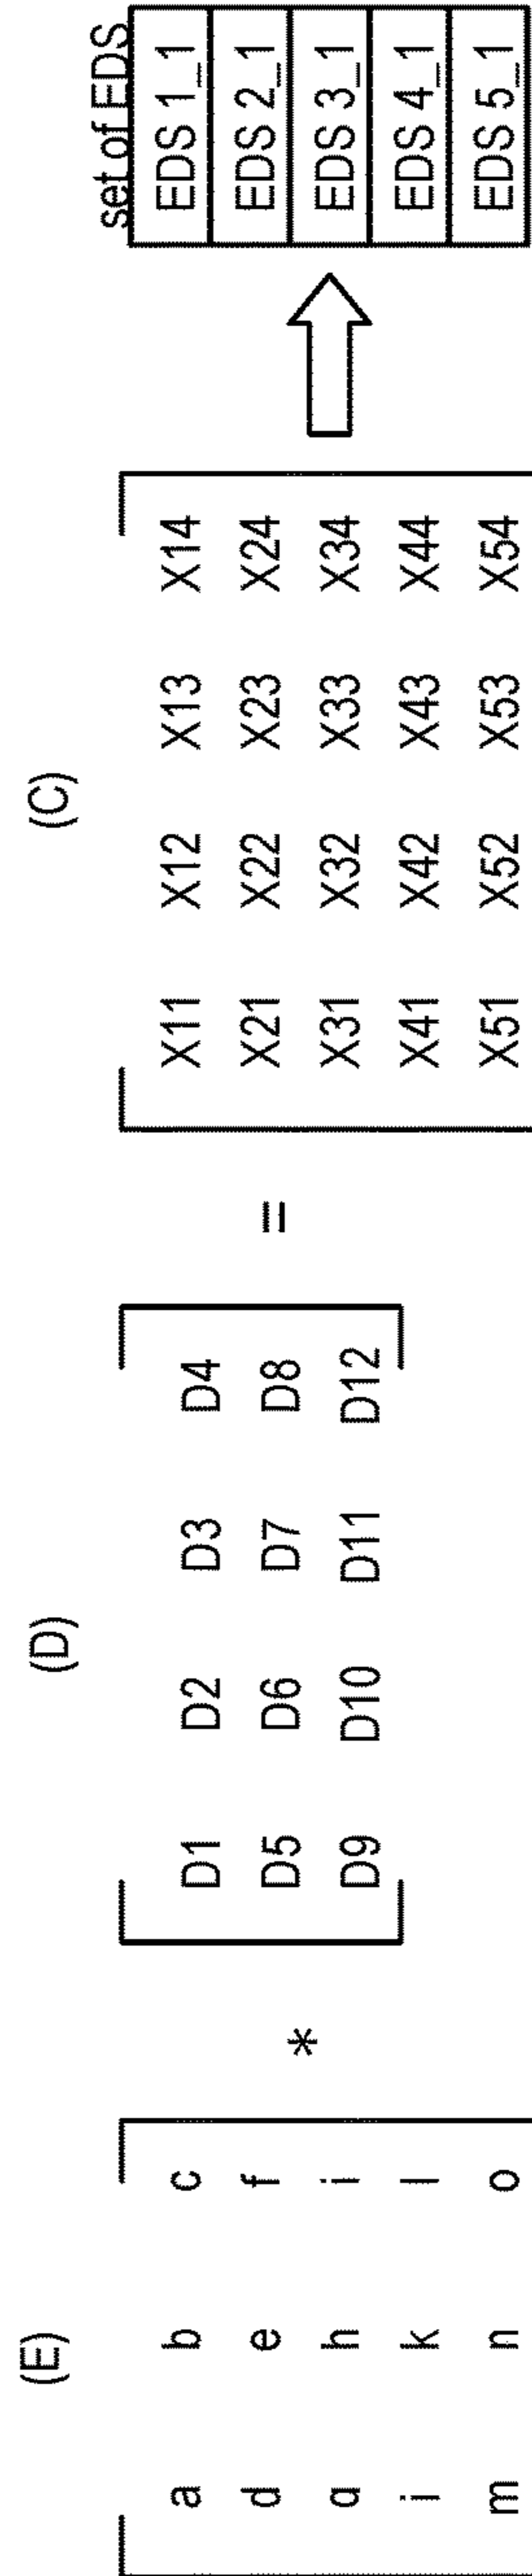 (E) (D) (C) set of EDS
a b c D1 D2 D3 D4 X11 X12 X13 X14 EDS 1_1
d e f * D5 D6 D7 D8 = X21 X22 X23 X24 EDS 2_1
q h i D9 D10 D11 D12 X31 X32 X33 X34 EDS 3_1
i k l X41 X42 X43 X44 EDS 4_1
m n o X51 X52 X53 X54 EDS 5_1